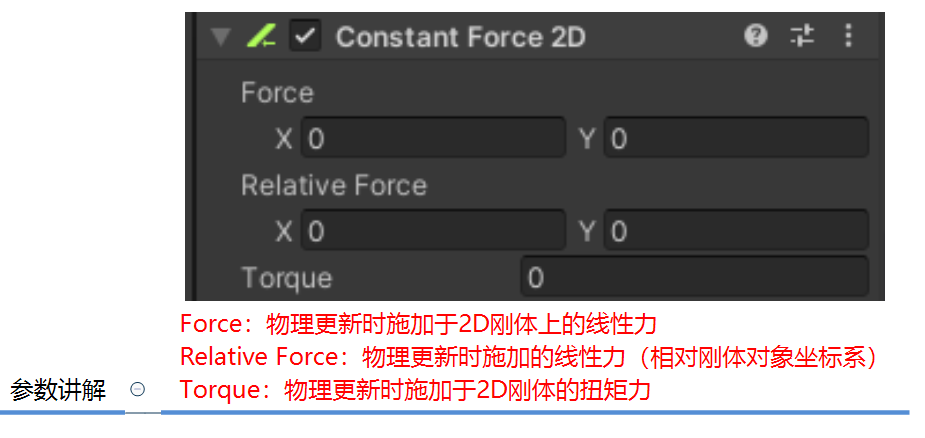 Constant Force 2D
Force
X 0 Y 0
Relative Force
X 0 Y 0
Torque 0
Force：物理更新时施加于2D刚体上的线性力
Relative Force：物理更新时施加的线性力（相对刚体对象坐标系）
参数讲解 Torque：物理更新时施加于2D刚体的扭矩力